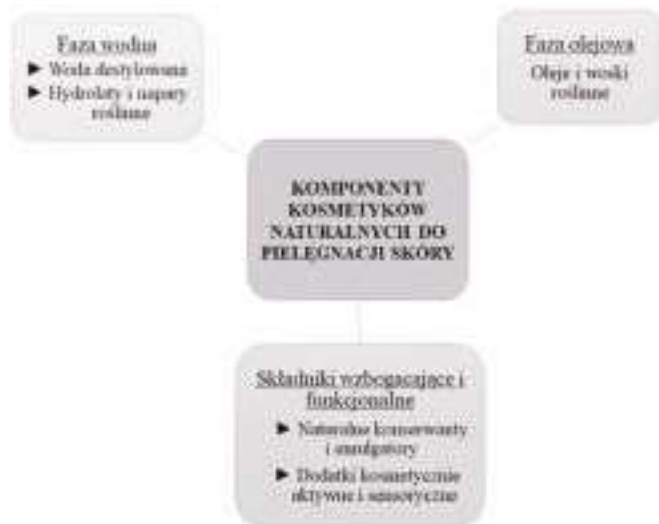 Faza wodna
► Woda destylowana
► Hydrolaty i napary
roślinne
Faza olejowa
Oleje i woski
roślinne
KOMPONENTY
KOSMETYKÓW
NATURALNYCH DO
PIELĘGNACJI SKÓRY
Składniki wzbogacające i
funkcjonalne
► Naturalne konserwanty
i emulgatory
► Dodatki kosmetycznie
aktywne i sensoryczne